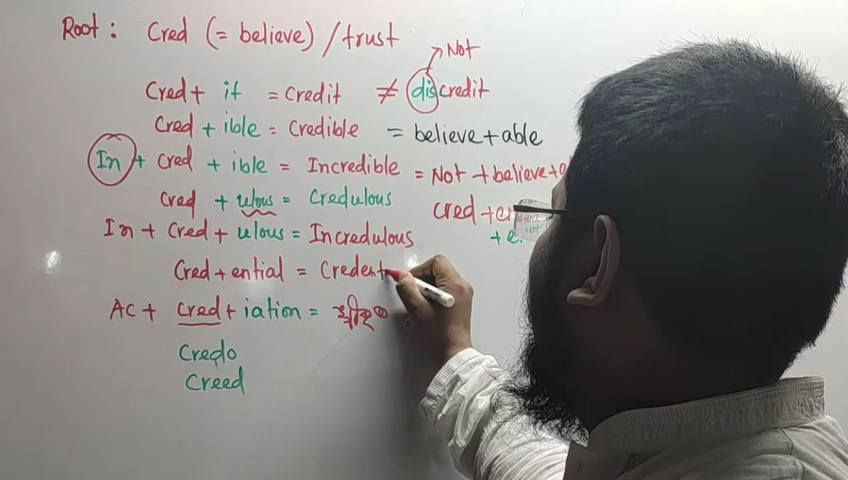 Root: Cred (= believe) / trust
Not
Cred + it = Credit ≠ discredit
Cred + ible = Credible = believe + able
In + cred + ible = Incredible = Not + believe +
cred + ulous = Credulous cred +
In + Cred + ulous = Incredulous + e
Cred + ential = Credent
AC + cred + iation =
Credo
Creed